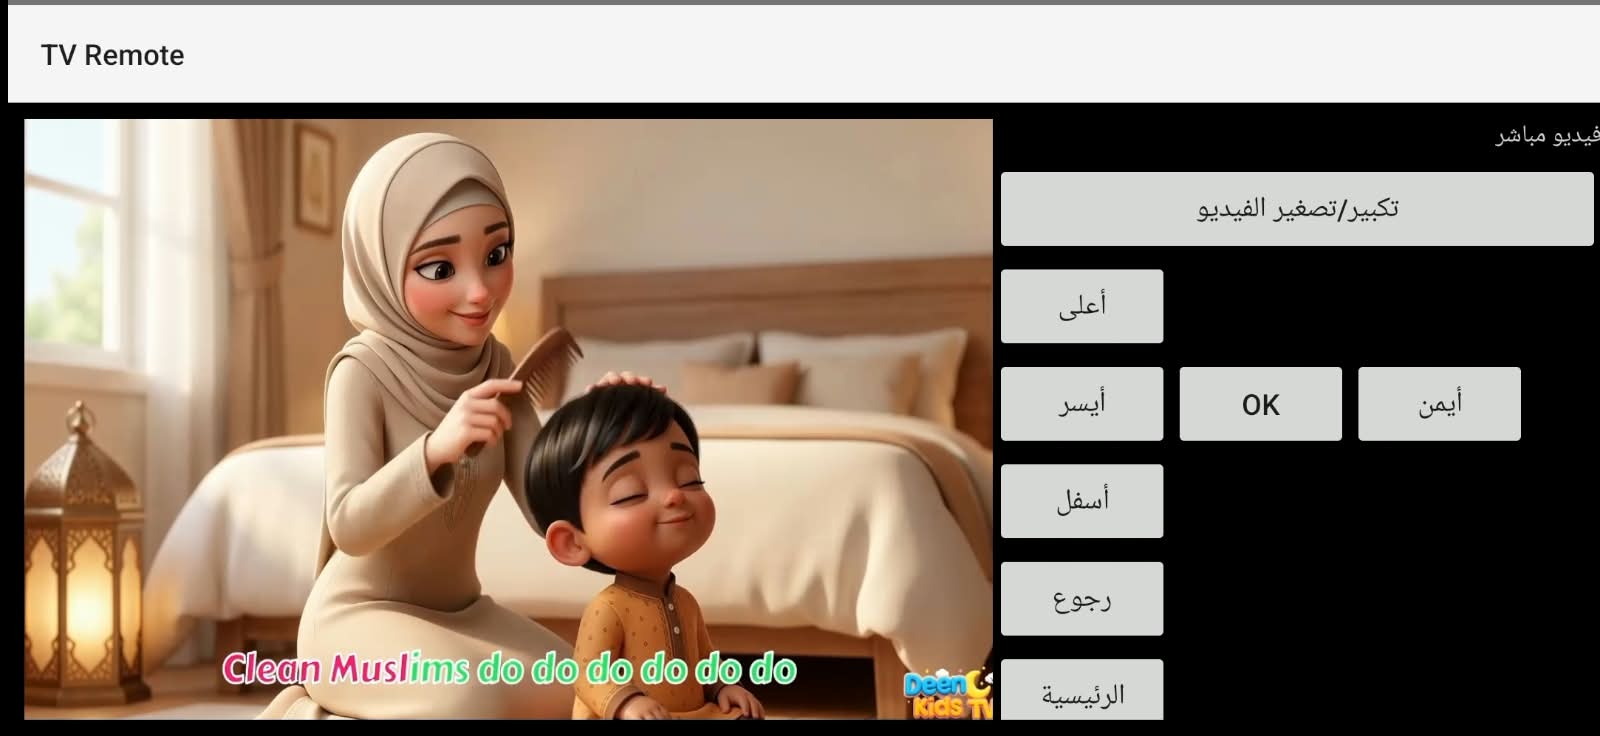 TV Remote
فيديو مباشر
تكبير/تصغير الفيديو
أعلى
أيسر
OK
أيمن
أسفل
رجوع
الرئيسية
Clean Muslims do do do do do do
Deen
Kids TV